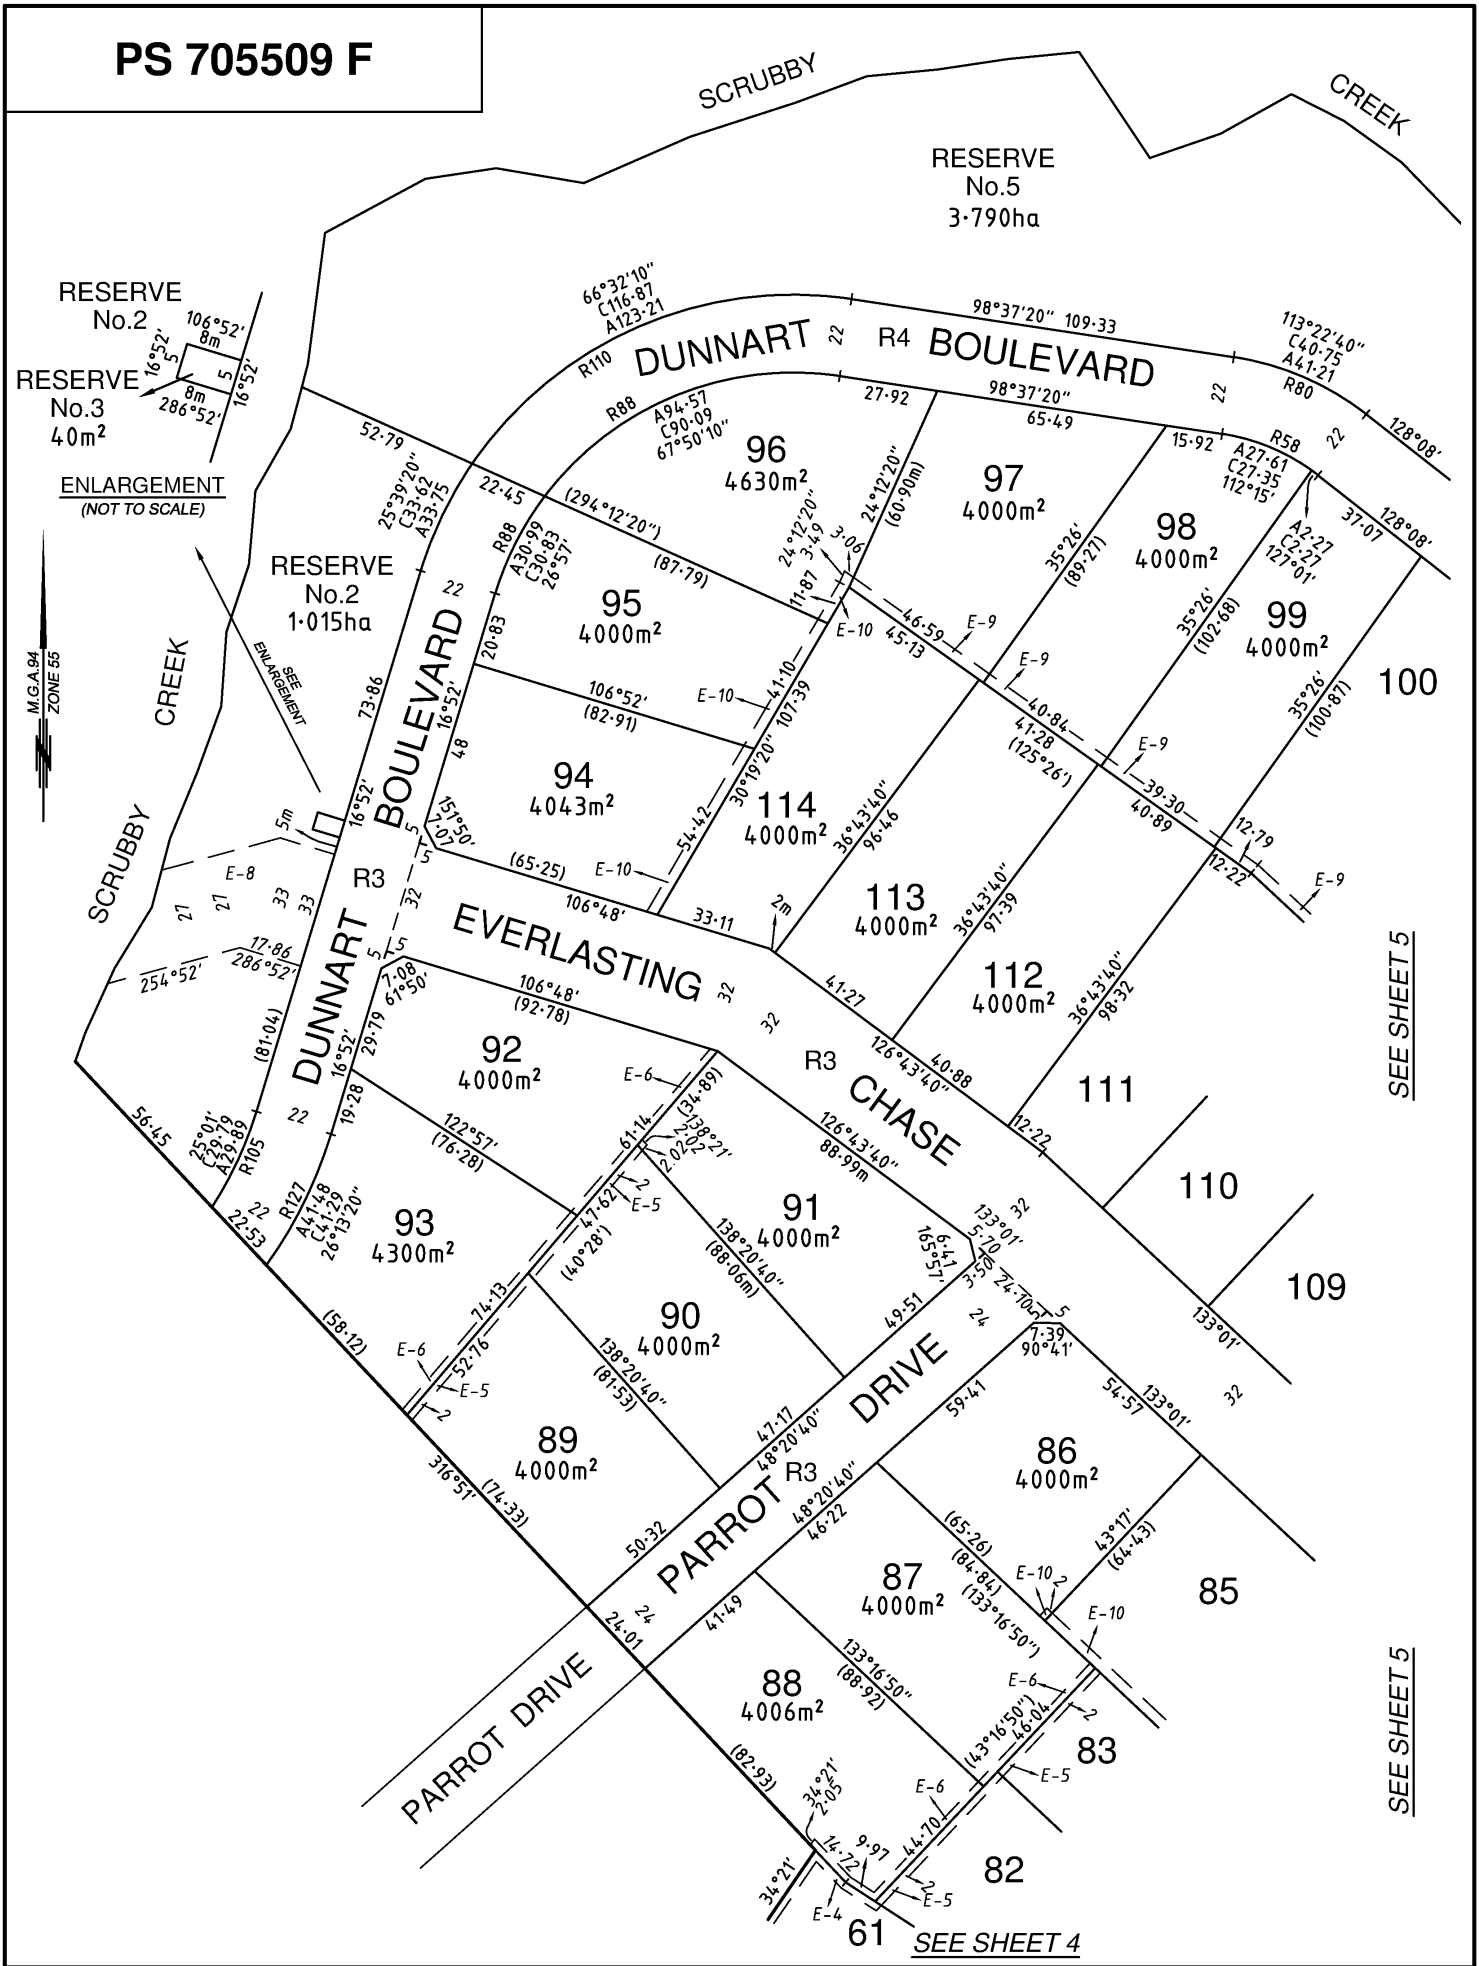 PS 705509 F
SCRUBBY
CREEK
RESERVE
No.5
3·790ha
RESERVE
No.2
106°52'
8m
16°52'
5
5
16°52'
8m
286°52'
RESERVE
No.3
40m²
ENLARGEMENT
(NOT TO SCALE)
M.G.A.94
ZONE 55
66°32'10"
C116·87
A123·21
R110
DUNNART
22
R4
BOULEVARD
98°37'20" 109·33
113°22'40"
C40·75
A41·21
R80
22
128°08'
R88
A94·57
C90·09
67°50'10"
27·92
98°37'20"
65·49
15·92
R58
A27·61
C27·35
112°15'
22
128°08'
37·07
A2·27
C2·27
127°01'
52·79
22·45
(294°12'20")
(87·79)
25°39'20"
C33·62
A33·75
R88
A30·99
C30·83
26°57'
96
4630m²
24°12'20"
(60·90m)
24°12'20"
3·49
3·06
11·87
E-10
97
4000m²
35°26'
(89·27)
98
4000m²
35°26'
(102·68)
99
4000m²
35°26'
(100·87)
100
RESERVE
No.2
1·015ha
SEE
ENLARGEMENT
22
20·83
95
4000m²
46·59
45·13
E-9
E-9
40·84
41·28
(125°26')
E-9
39·30
40·89
12·79
12·22
E-9
SCRUBBY
CREEK
73·86
16°52'
BOULEVARD
16°52'
48
106°52'
(82·91)
E-10
41·10
107·39
30°19'20"
54·42
E-10
94
4043m²
151°50'
7·07
5
5
(65·25)
106°48'
33·11
2m
114
4000m²
36°43'40"
96·46
113
4000m²
36°43'40"
97·39
112
4000m²
36°43'40"
98·32
5m
E-8
27
27
33
33
R3
32
DUNNART
17·86
286°52'
254°52'
(81·04)
5
5
7·08
61°50'
EVERLASTING
32
32
R3
CHASE
106°48'
(92·78)
29·79
16°52'
19·28
22
92
4000m²
E-6
(34·89)
61·14
138°21'
2·02
2·02
2
E-5
41·27
126°43'40"
40·88
12·22
111
110
109
SEE SHEET 5
56·45
25°01'
C29·79
A29·89
R105
22
22·53
R127
A41·48
C41·29
26°13'20"
122°57'
(76·28)
93
4300m²
47·62
(40°28')
74·13
52·76
E-6
E-5
2
(58·12)
126°43'40"
88·99m
91
4000m²
138°20'40"
(88·06m)
133°01'
5·70
6·41
165°57'
3·5
24·10
5
5
32
24
49·51
7·39
90°41'
133°01'
32
90
4000m²
138°20'40"
(81·53)
47·17
48°20'40"
DRIVE
59·41
54·57
133°01'
89
4000m²
316°51'
(74·33)
50·32
R3
PARROT
48°20'40"
46·22
86
4000m²
43°17'
(64·43)
85
(65·26)
(84·84)
(133°16'50")
E-10
2
E-10
87
4000m²
24
24·01
41·49
133°16'50"
(88·92)
88
4006m²
PARROT DRIVE
(82·93)
E-6
2
(43°16'50")
46·04
83
E-5
E-6
44·70
34°21'
2·05
14·72
9·97
34°21'
E-4
2
E-5
82
61
SEE SHEET 4
SEE SHEET 5